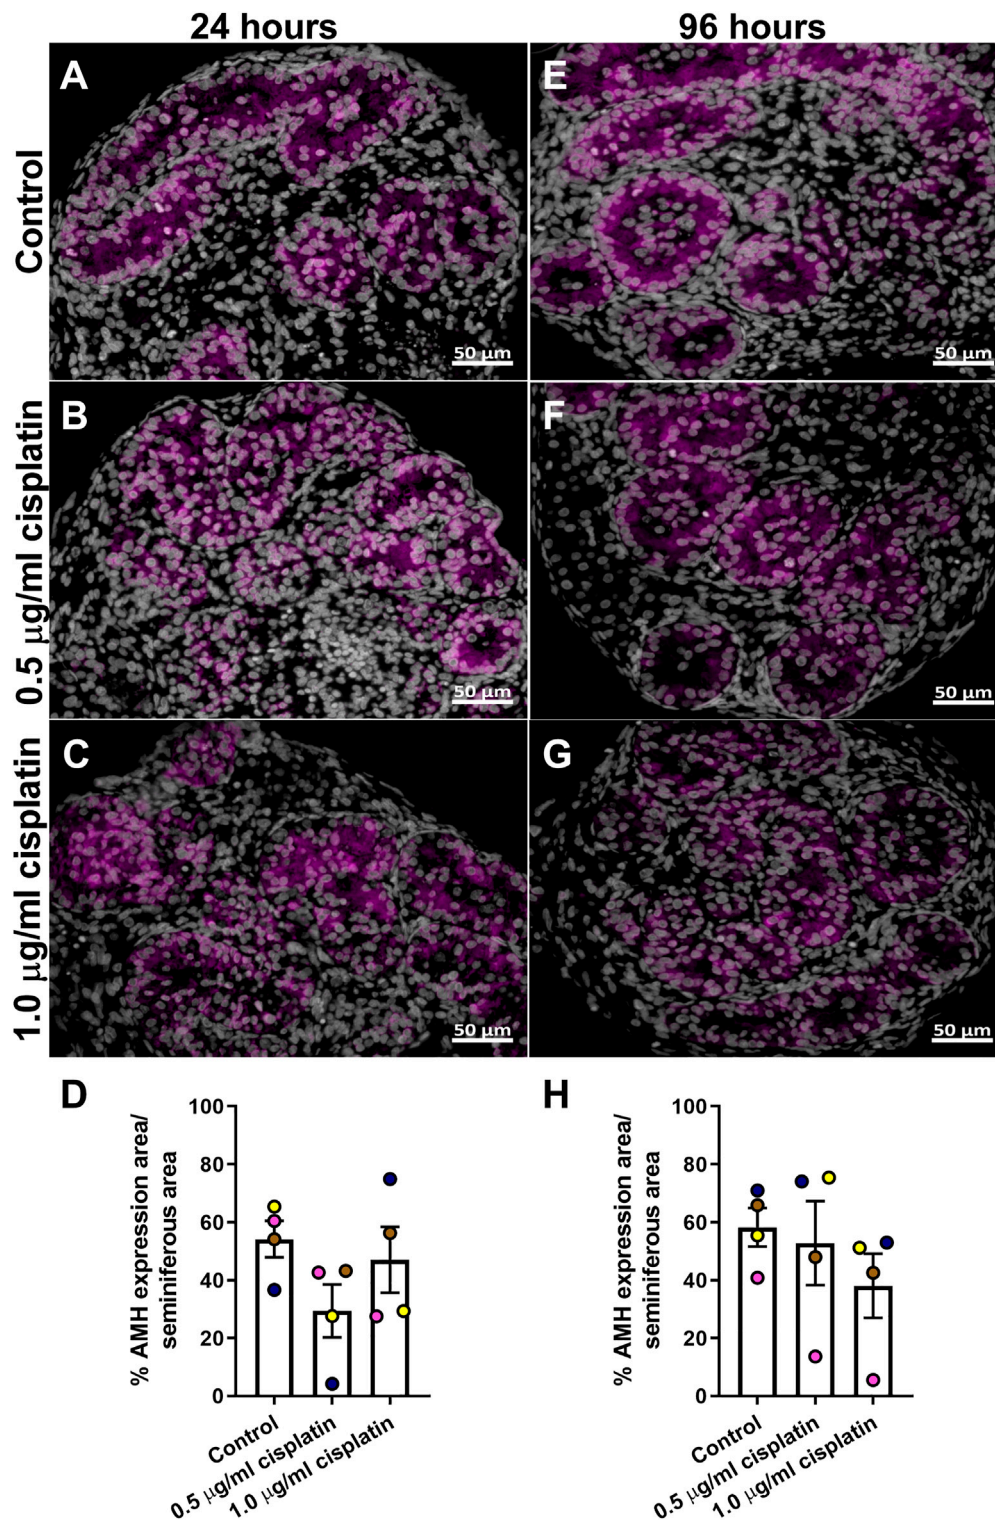 24 hours
96 hours
Control
A
50 µm
E
50 µm
0.5 µg/ml cisplatin
B
50 µm
F
50 µm
1.0 µg/ml cisplatin
C
50 µm
G
50 µm
D
% AMH expression area/
seminiferous area
100
80
60
40
20
0
Control
0.5 µg/ml cisplatin
1.0 µg/ml cisplatin
H
% AMH expression area/
seminiferous area
100
80
60
40
20
0
Control
0.5 µg/ml cisplatin
1.0 µg/ml cisplatin